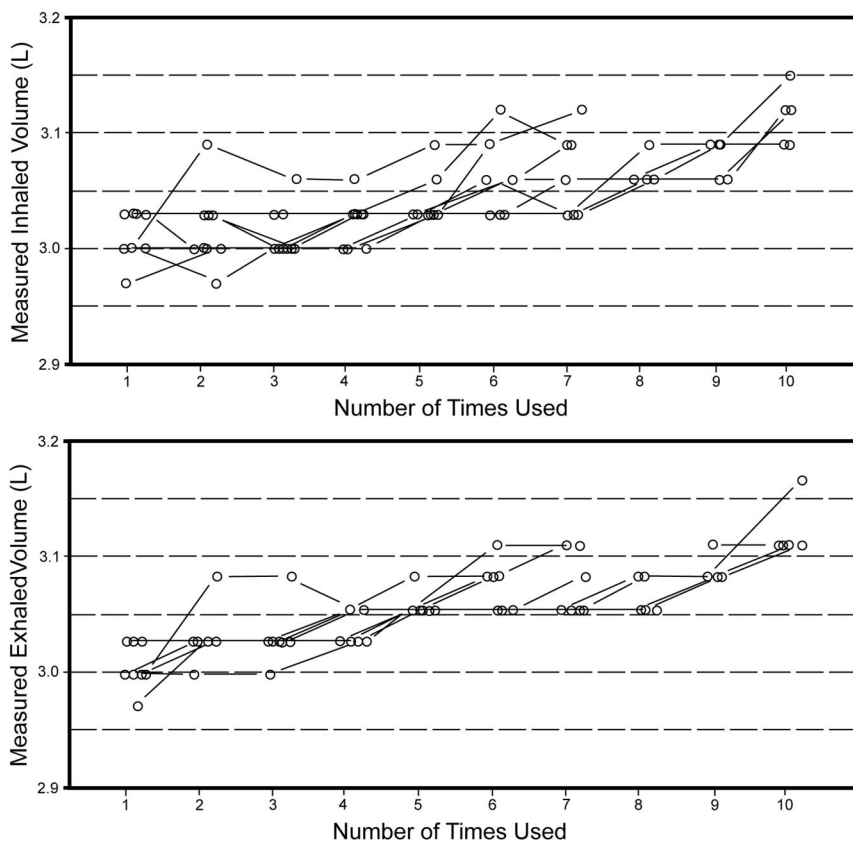 Measured Inhaled Volume (L)
3.2
3.1
3.0
2.9
1 2 3 4 5 6 7 8 9 10
Number of Times Used
Measured ExhaledVolume (L)
3.2
3.1
3.0
2.9
1 2 3 4 5 6 7 8 9 10
Number of Times Used